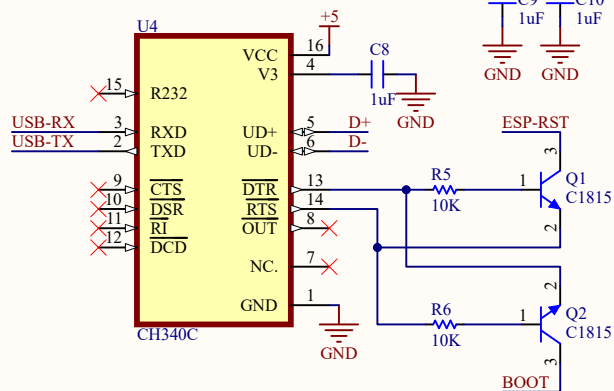 C9
C10
1uF
1uF
GND
GND
U4
+5
VCC
16
V3
4
C8
1uF
GND
15
R232
USB-RX
3
RXD
UD+
5
D+
USB-TX
2
TXD
UD-
6
D-
ESP-RST
3
9
CTS
DTR
13
R5
10K
1
Q1
C1815
2
10
DSR
RTS
14
11
RI
OUT
8
12
DCD
NC.
7
GND
1
GND
CH340C
2
R6
10K
1
Q2
C1815
3
BOOT